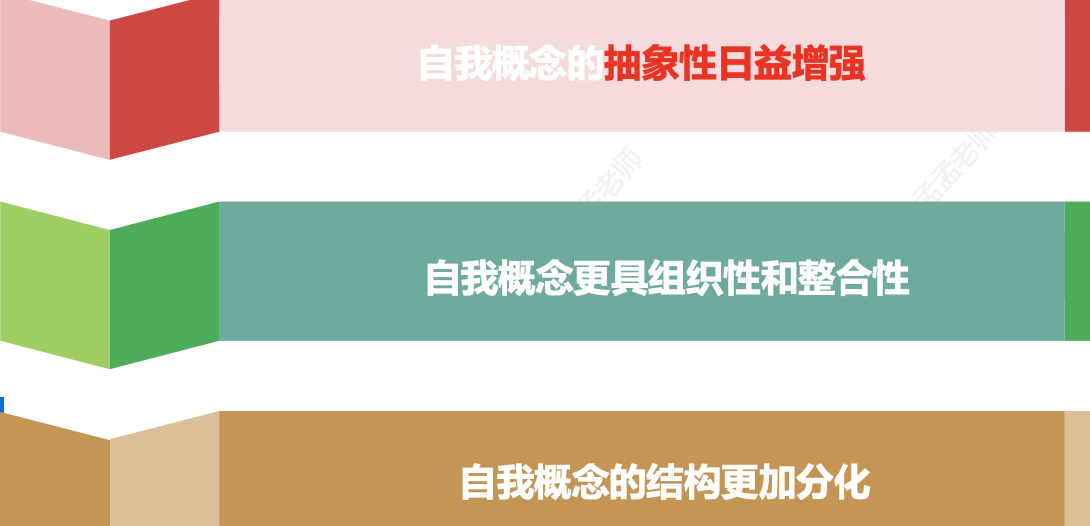 自我概念的抽象性日益增强
孟老师
孟老师
自我概念更具组织性和整合性
自我概念的结构更加分化